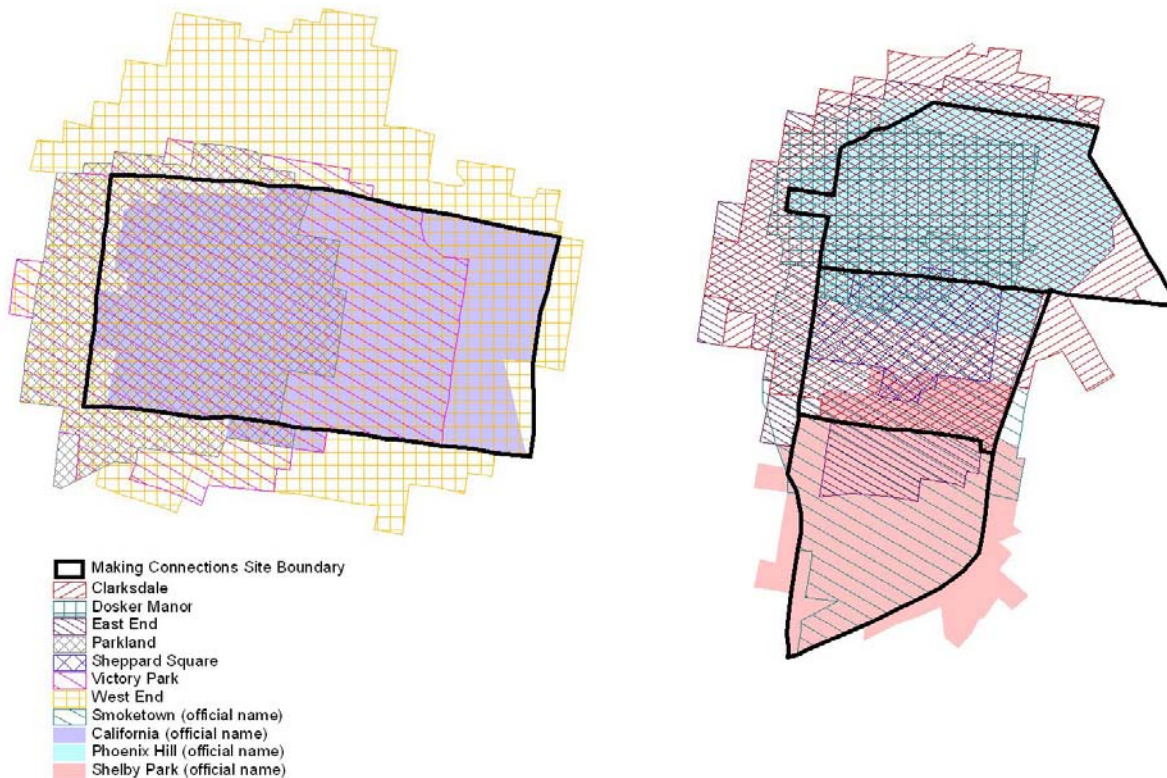 Making Connections Site Boundary
Clarksdale
Dosker Manor
East End
Parkland
Sheppard Square
Victory Park
West End
Smoketown (official name)
California (official name)
Phoenix Hill (official name)
Shelby Park (official name)